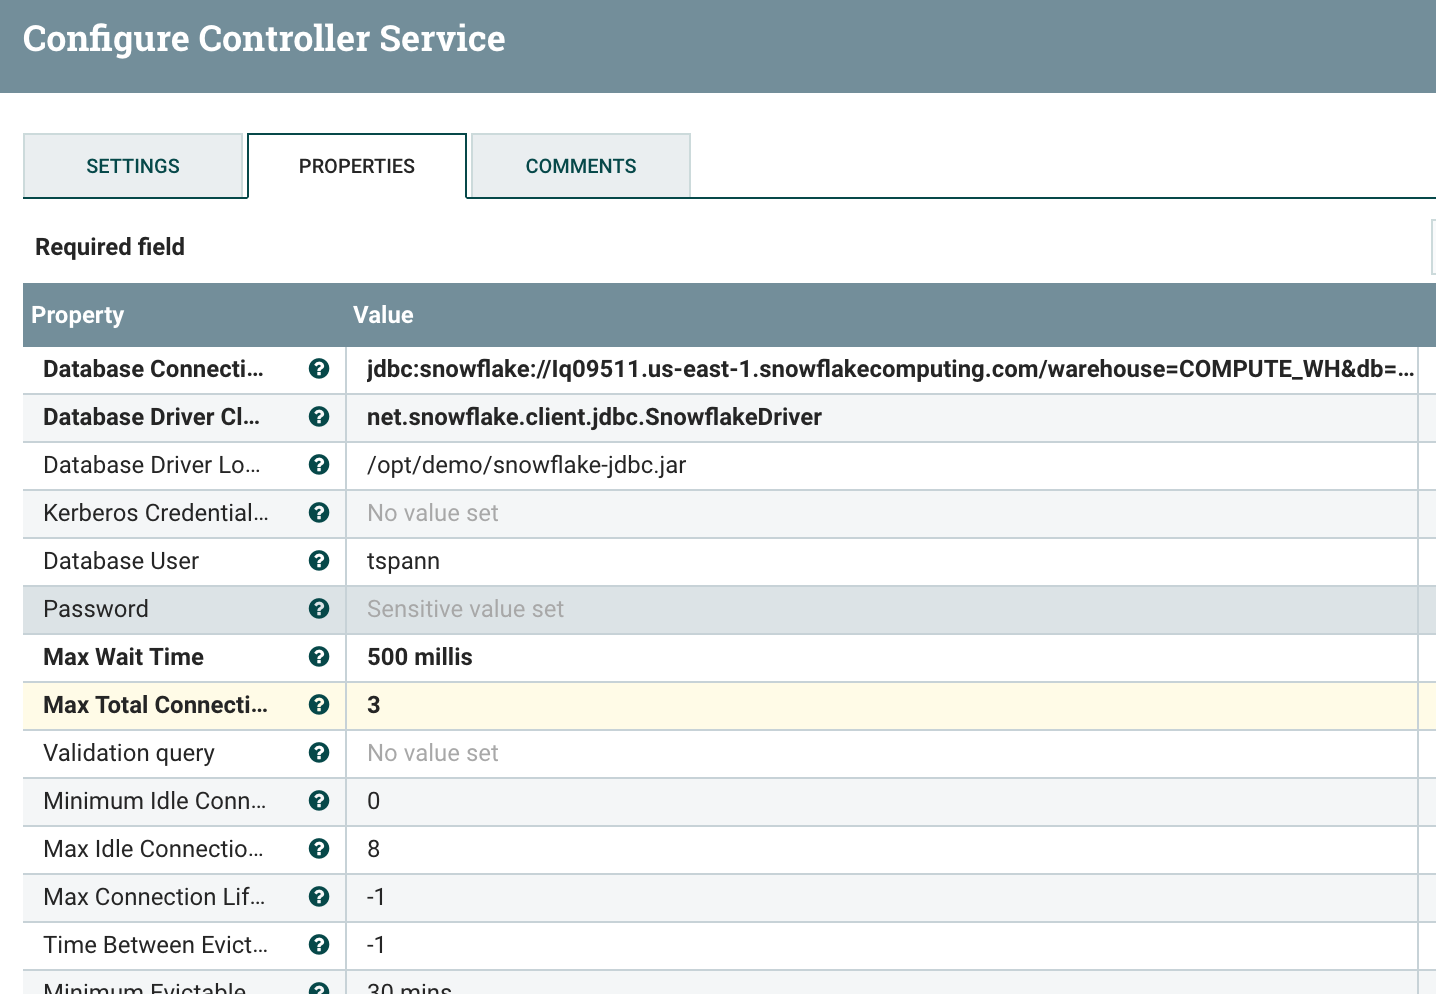 Configure Controller Service
SETTINGS
PROPERTIES
COMMENTS
Required field
Property Value
Database Connecti... jdbc:snowflake://Iq09511.us-east-1.snowflakecomputing.com/warehouse=COMPUTE_WH&db=...
Database Driver Cl... net.snowflake.client.jdbc.SnowflakeDriver
Database Driver Lo... /opt/demo/snowflake-jdbc.jar
Kerberos Credential... No value set
Database User tspann
Password Sensitive value set
Max Wait Time 500 millis
Max Total Connecti... 3
Validation query No value set
Minimum Idle Conn... 0
Max Idle Connectio... 8
Max Connection Lif... -1
Time Between Evict... -1
Minimum Evictable 30 mins